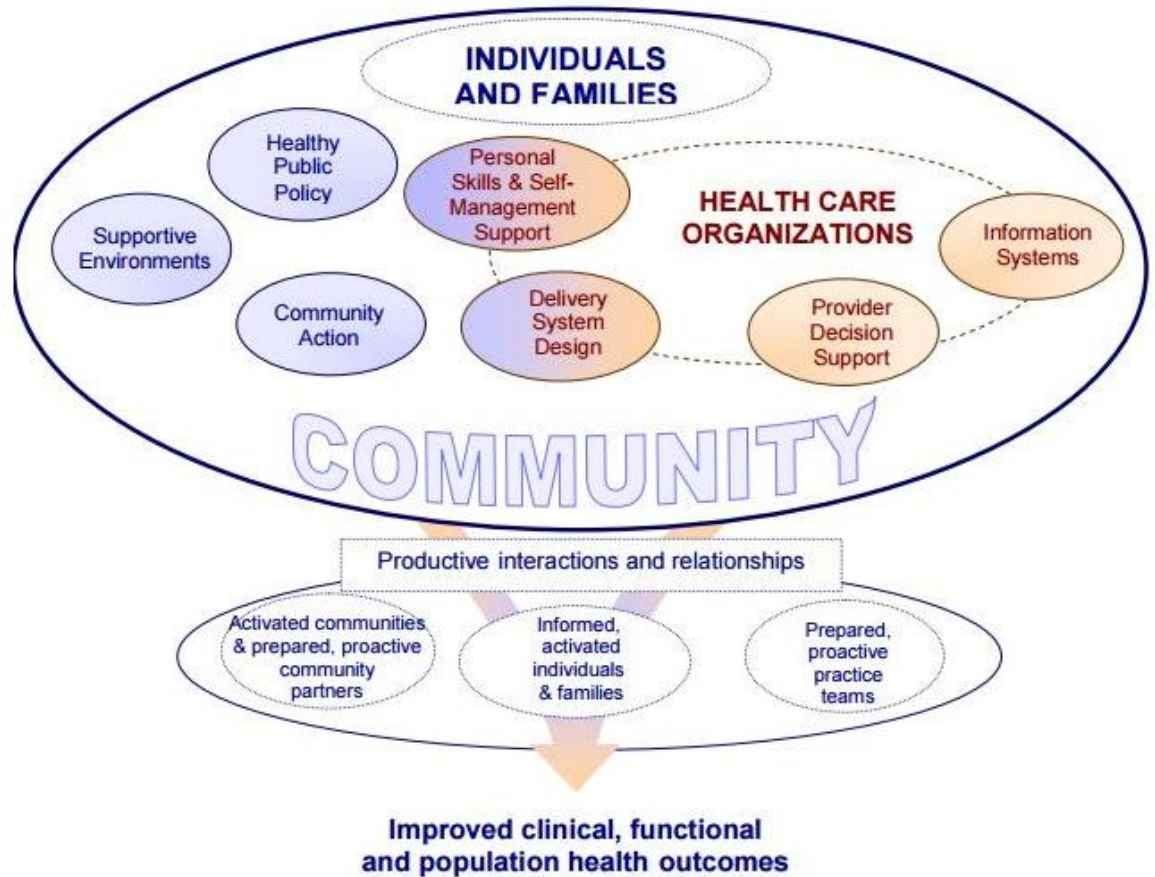 INDIVIDUALS
AND FAMILIES
Healthy
Public
Policy
Personal
Skills & Self-
Management
Support
HEALTH CARE
ORGANIZATIONS
Information
Systems
Supportive
Environments
Community
Action
Delivery
System
Design
Provider
Decision
Support
COMMUNITY
Productive interactions and relationships
Activated communities
& prepared, proactive
community
partners
Informed,
activated
individuals
& families
Prepared,
proactive
practice
teams
Improved clinical, functional
and population health outcomes